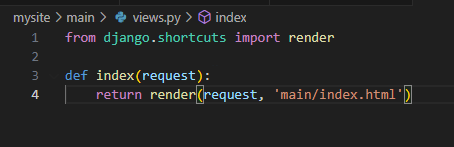 mysite > main > views.py > index
1 from django.shortcuts import render
2
3 def index(request):
4     return render(request, 'main/index.html')